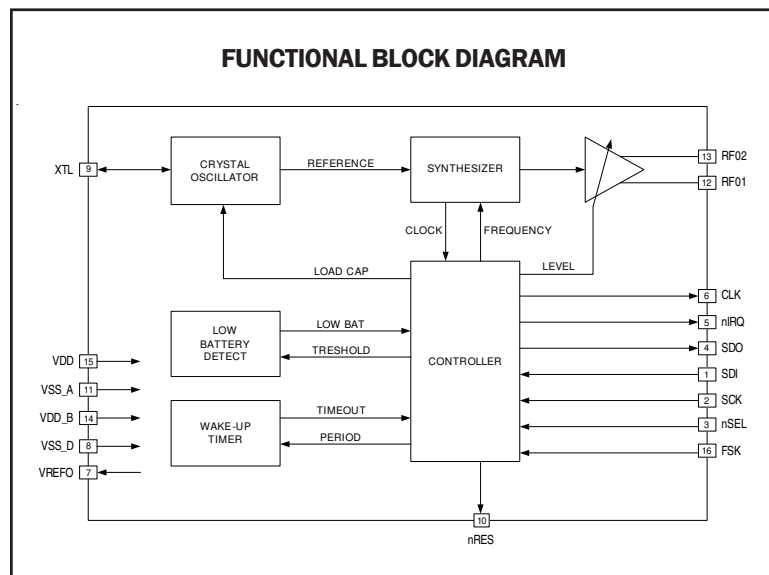 FUNCTIONAL BLOCK DIAGRAM
XTL
9
CRYSTAL
OSCILLATOR
REFERENCE
SYNTHESIZER
13
RF02
12
RF01
CLOCK
FREQUENCY
LOAD CAP
LEVEL
CONTROLLER
6
CLK
5
nIRQ
4
SDO
1
SDI
2
SCK
3
nSEL
16
FSK
LOW
BATTERY
DETECT
LOW BAT
TRESHOLD
VDD
15
VSS_A
11
VDD_B
14
VSS_D
8
VREFO
7
WAKE-UP
TIMER
TIMEOUT
PERIOD
10
nRES